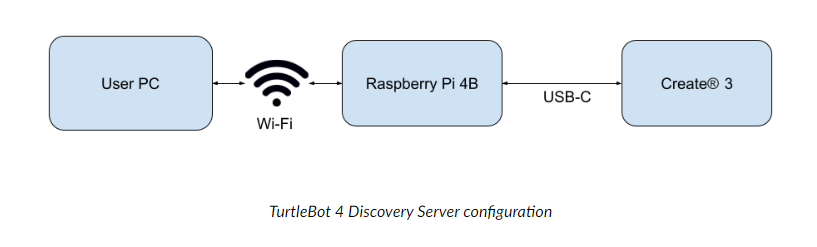 User PC
Wi-Fi
Raspberry Pi 4B
USB-C
Create® 3
TurtleBot 4 Discovery Server configuration